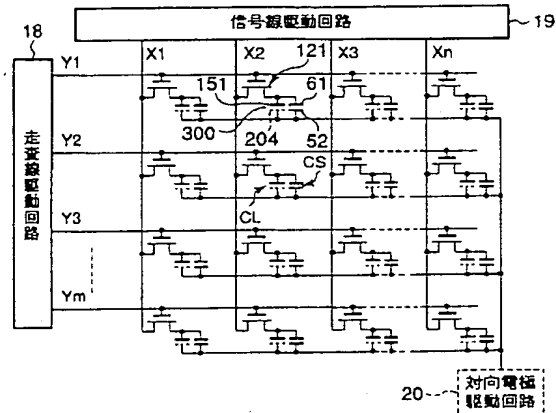 信号線駆動回路
19
18
X1 X2 X3 Xn
Y1
121
151
61
300
204
52
走査線駆動回路
Y2
CS
CL
Y3
Ym
20
対向電極
駆動回路